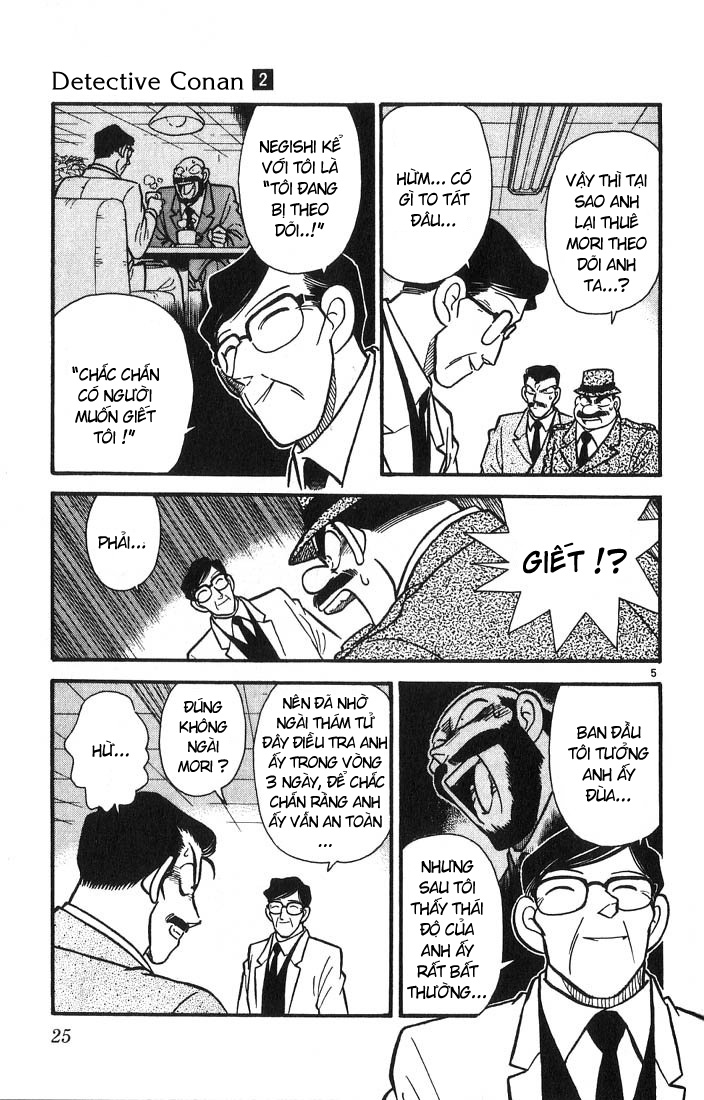 Detective Conan 2
VẬY THÌ TẠI
SAO ANH
LẠI THUÊ
MORI THEO
DÕI ANH
TA...?
HỪM... CÓ
GÌ TO TÁT
ĐÂU...
NEGISHI KỂ
VỚI TÔI LÀ
"TÔI ĐANG
BỊ THEO
DÕI..!"
"CHẮC CHẮN
CÓ NGƯỜI
MUỐN GIẾT
TÔI !"
GIẾT !?
PHẢI...
5
BAN ĐẦU
TÔI TƯỞNG
ANH ẤY
ĐÙA...
NHƯNG
SAU TÔI
THẤY THÁI
ĐỘ CỦA
ANH ẤY
RẤT BẤT
THƯỜNG...
NÊN ĐÃ NHỜ
NGÀI THÁM TỬ
ĐÂY ĐIỀU TRA ANH
ẤY TRONG VÒNG
3 NGÀY, ĐỂ CHẮC
CHẮN RẰNG ANH
ẤY VẪN AN TOÀN
...
ĐÚNG
KHÔNG
NGÀI
MORI ?
HỪ...
25